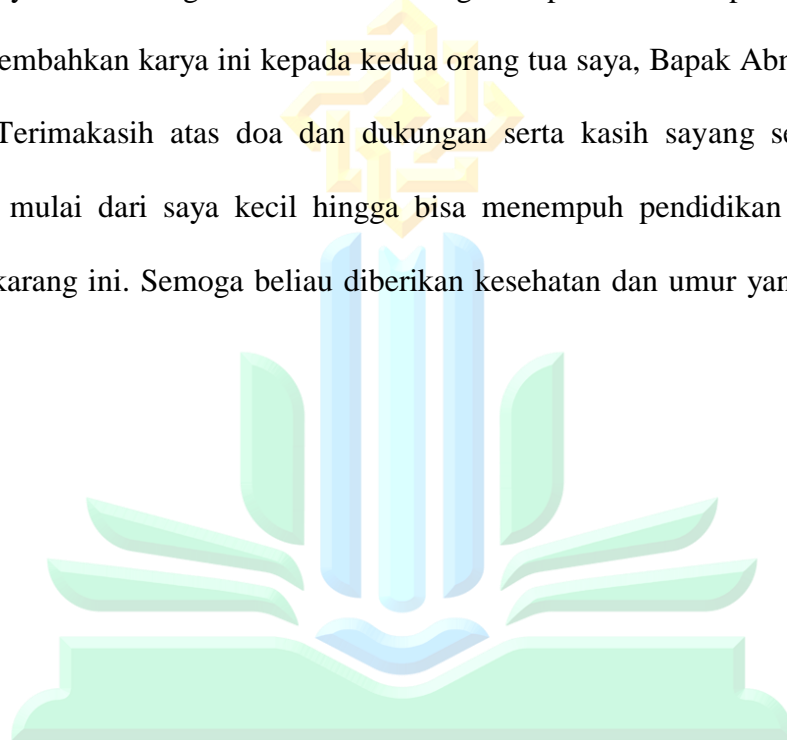 embahkan karya ini kepada kedua orang tua saya, Bapak Abr
Terimakasih atas doa dan dukungan serta kasih sayang se
mulai dari saya kecil hingga bisa menempuh pendidikan
karang ini. Semoga beliau diberikan kesehatan dan umur yan